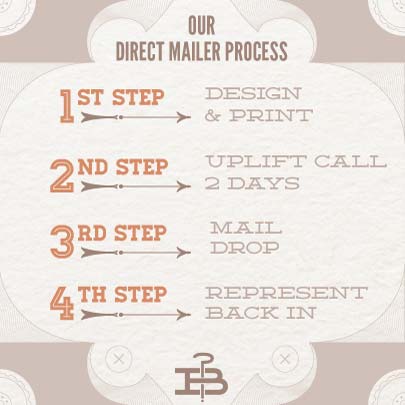 OUR
DIRECT MAILER PROCESS
1ST STEP
DESIGN
& PRINT
2ND STEP
UPLIFT CALL
2 DAYS
3RD STEP
MAIL
DROP
4TH STEP
REPRESENT
BACK IN